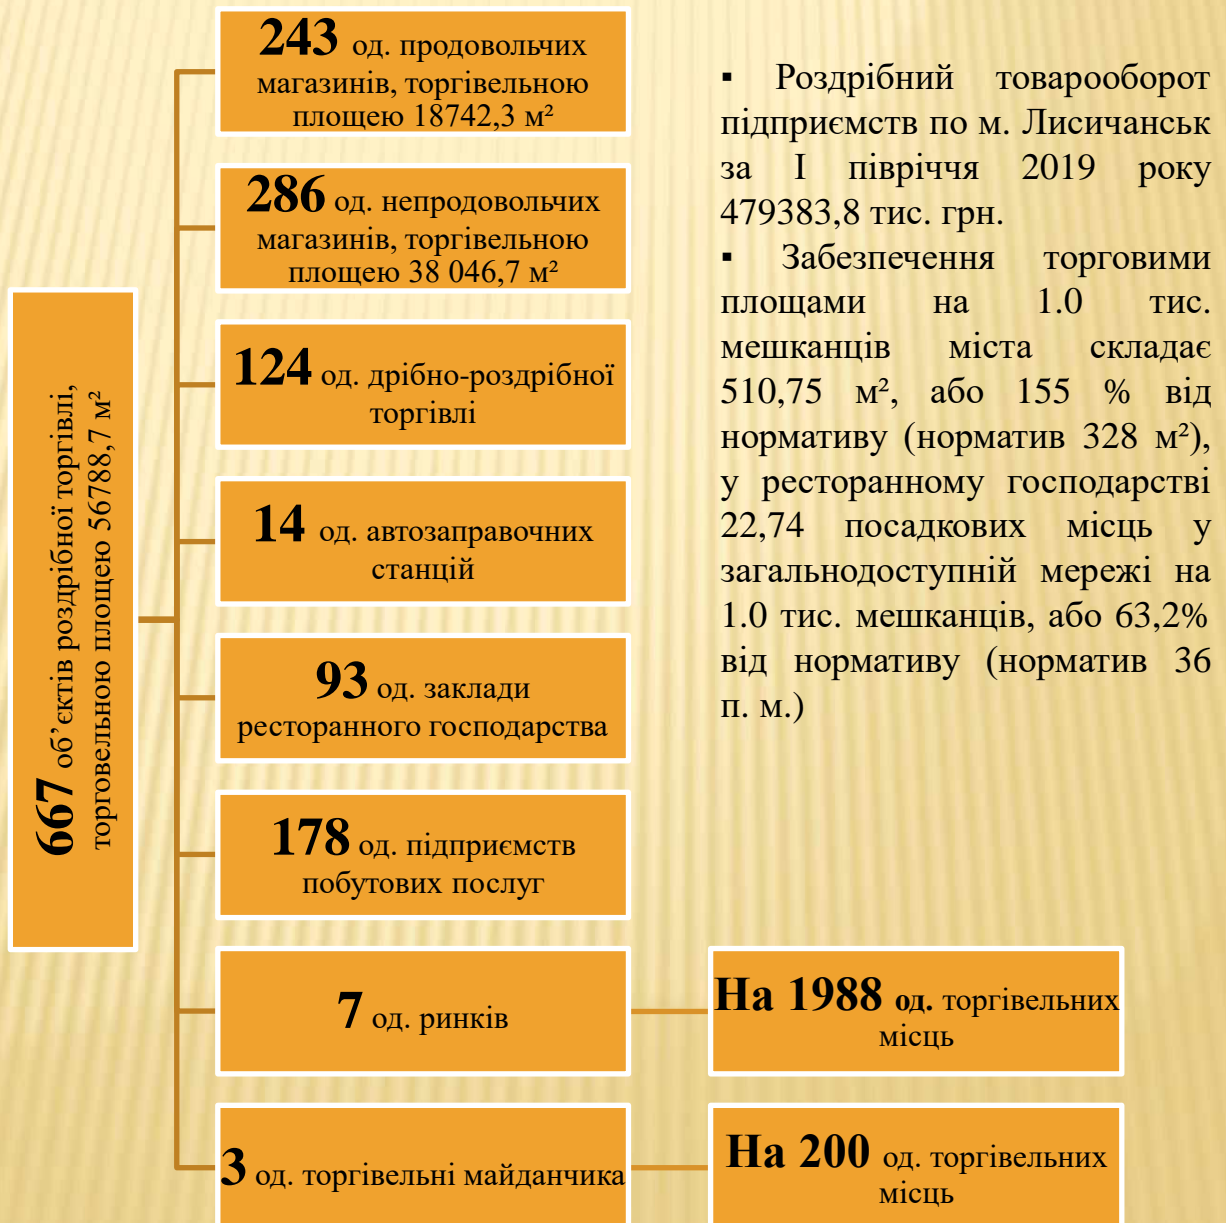 667 об’єктів роздрібної торгівлі,
торговельною площею 56788,7 м²
243 од. продовольчих
магазинів, торгівельною
площею 18742,3 м²
286 од. непродовольчих
магазинів, торгівельною
площею 38 046,7 м²
124 од. дрібно-роздрібної
торгівлі
14 од. автозаправочних
станцій
93 од. заклади
ресторанного господарства
178 од. підприємств
побутових послуг
7 од. ринків
На 1988 од. торгівельних
місць
3 од. торгівельні майданчика
На 200 од. торгівельних
місць
▪ Роздрібний товарооборот
підприємств по м. Лисичанськ
за І півріччя 2019 року
479383,8 тис. грн.
▪ Забезпечення торговими
площами на 1.0 тис.
мешканців міста складає
510,75 м², або 155 % від
нормативу (норматив 328 м²),
у ресторанному господарстві
22,74 посадкових місць у
загальнодоступній мережі на
1.0 тис. мешканців, або 63,2%
від нормативу (норматив 36
п. м.)